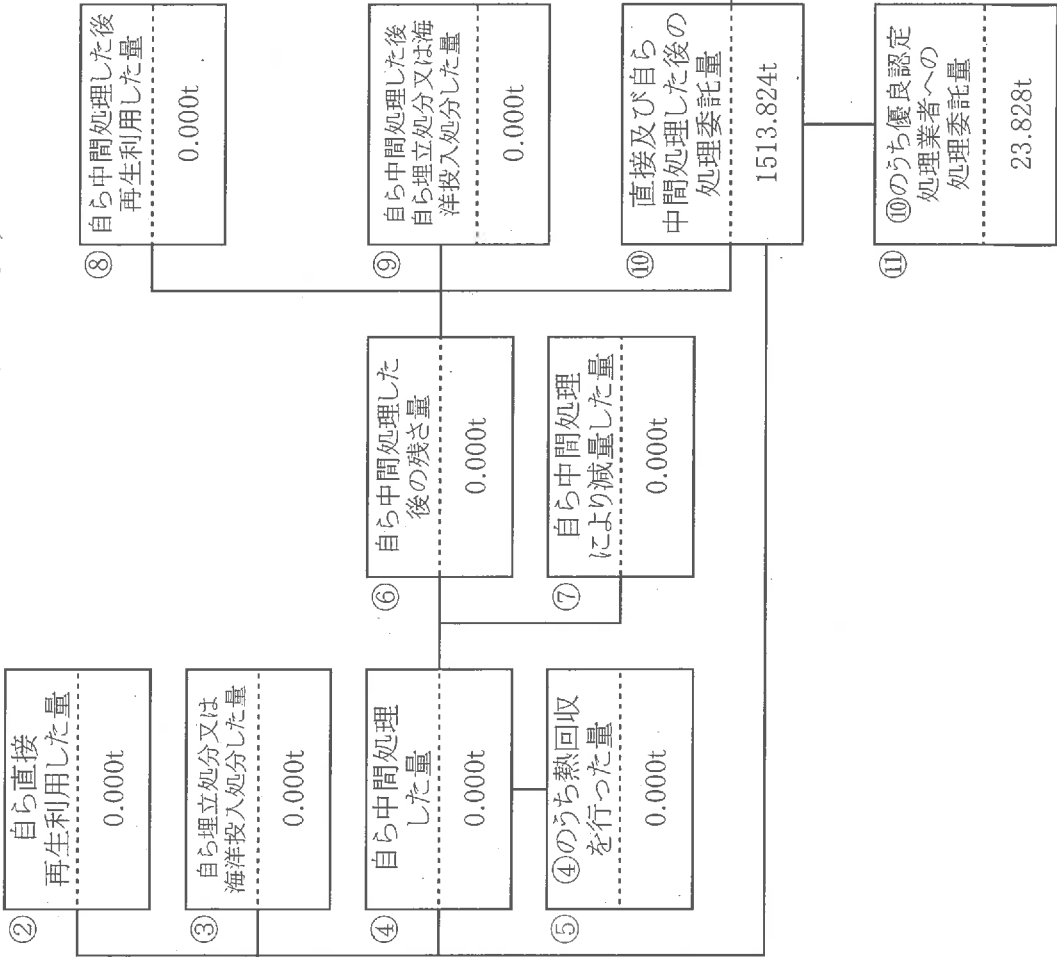 ②
自ら直接
再生利用した量
0.000t
③
自ら埋立処分又は
海洋投入処分した量
0.000t
④
自ら中間処理
した量
0.000t
⑤
④のうち熱回収
を行った量
0.000t
⑥
自ら中間処理した
後の残さ量
0.000t
⑦
自ら中間処理
により減量した量
0.000t
⑧
自ら中間処理した後
再生利用した量
0.000t
⑨
自ら中間処理した後
自ら埋立処分又は海
洋投入処分した量
0.000t
⑩
直接及び自ら
中間処理した後の
処理委託量
1513.824t
⑪
⑩のうち優良認定
処理業者への
処理委託量
23.828t